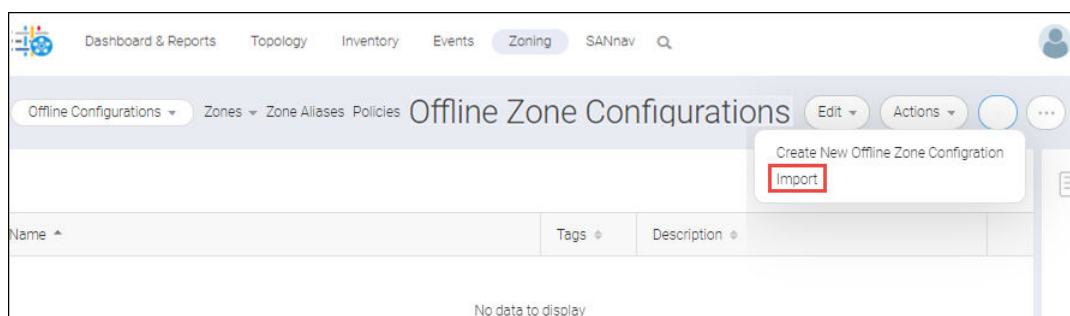 Dashboard & Reports Topology Inventory Events Zoning SANnav
Offline Configurations Zones Zone Aliases Policies Offline Zone Configurations Edit Actions ...
Create New Offline Zone Configration
Import
Name Tags Description
No data to display